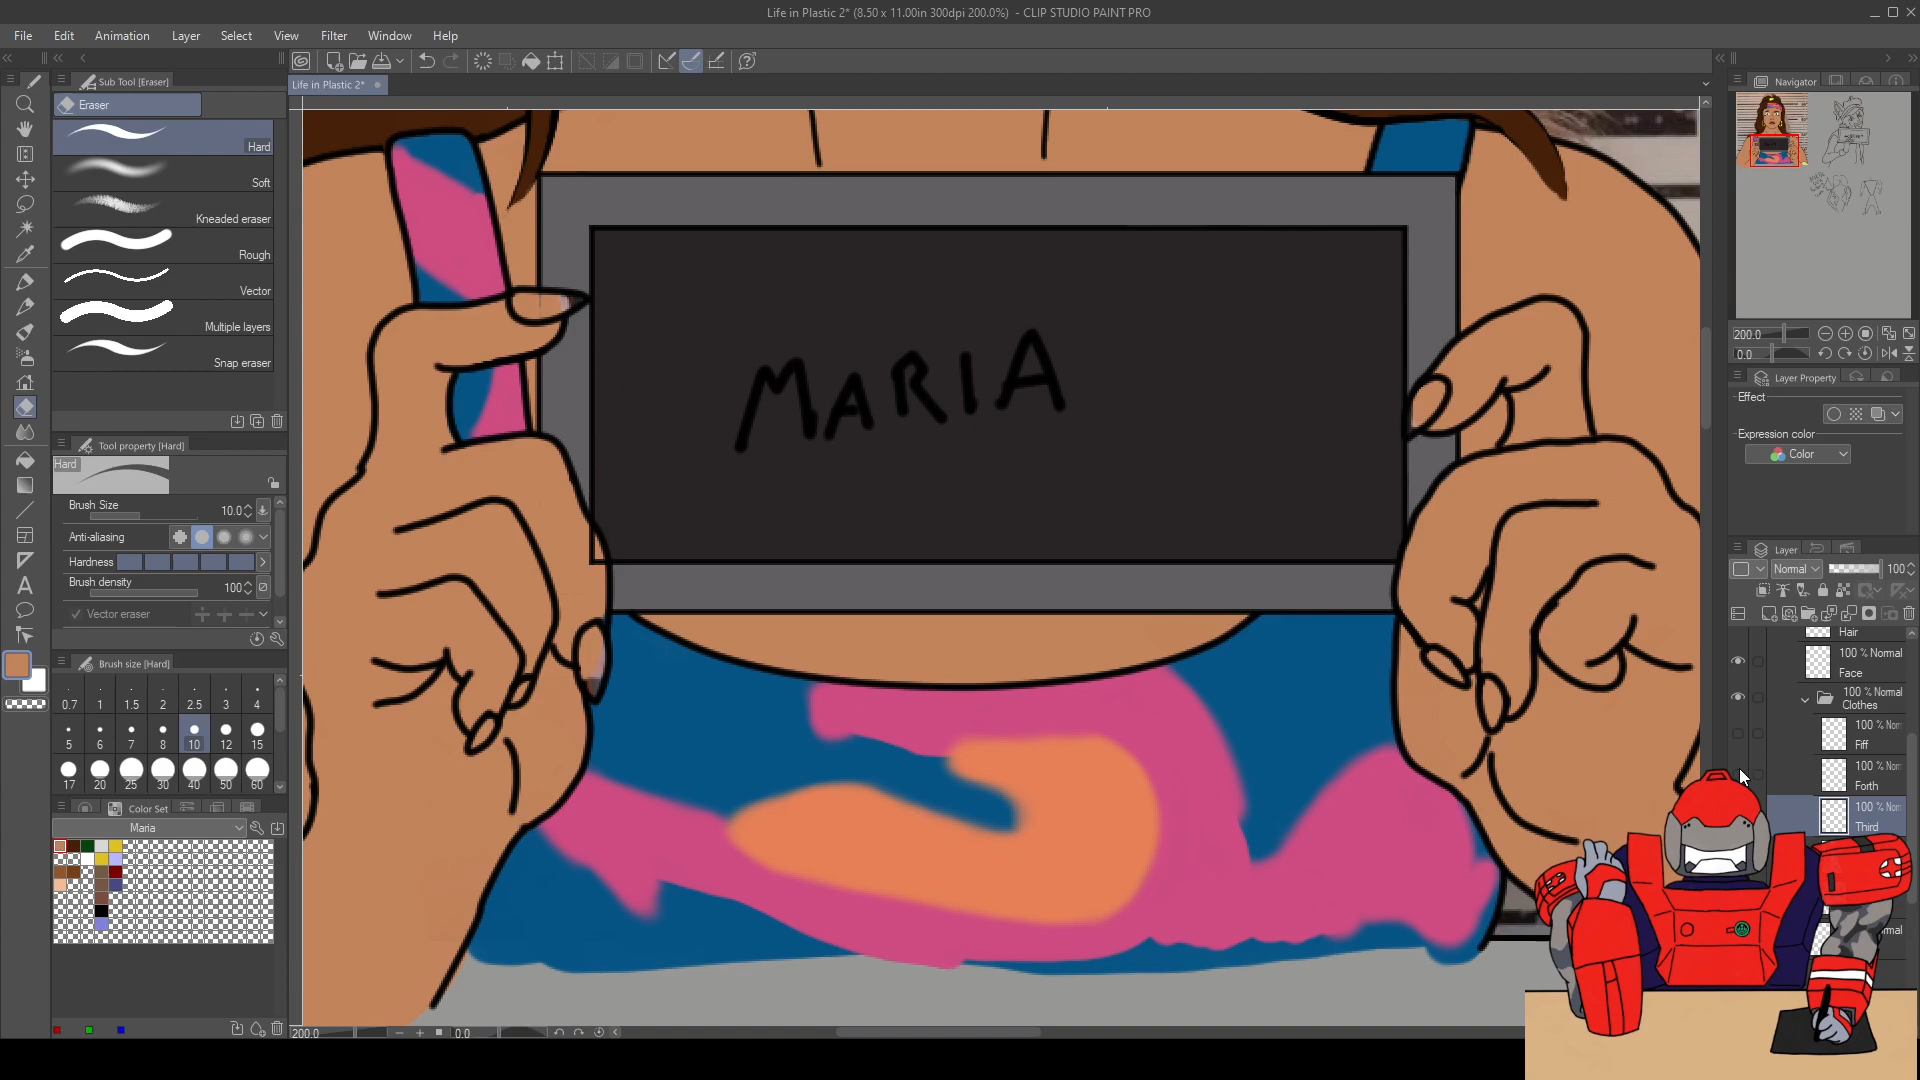 Life in Plastic 2* (8.50 x 11.00in 300dpi 200.0%) - CLIP STUDIO PAINT PRO
File Edit Animation Layer Select View Filter Window Help
Sub Tool [Eraser]
Life in Plastic 2*
Navigator
Eraser
Hard
Soft
Kneaded eraser
Rough
Vector
Multiple layers
Snap eraser
MARIA
200.0
0.0
Layer Property
Effect
Expression color
Color
Tool property [Hard]
Hard
Brush Size 10.0
Anti-aliasing
Hardness
Brush density 100
Vector eraser
Layer
Normal 100
Hair
100 % Normal
Face
100 % Normal
Clothes
100 % Nor
Fiff
100 % Nor
Forth
100 % Nor
Third
Brush size [Hard]
0.7 1 1.5 2 2.5 3 4
5 6 7 8 10 12 15
17 20 25 30 40 50 60
Color Set
Maria
200.0 0.0